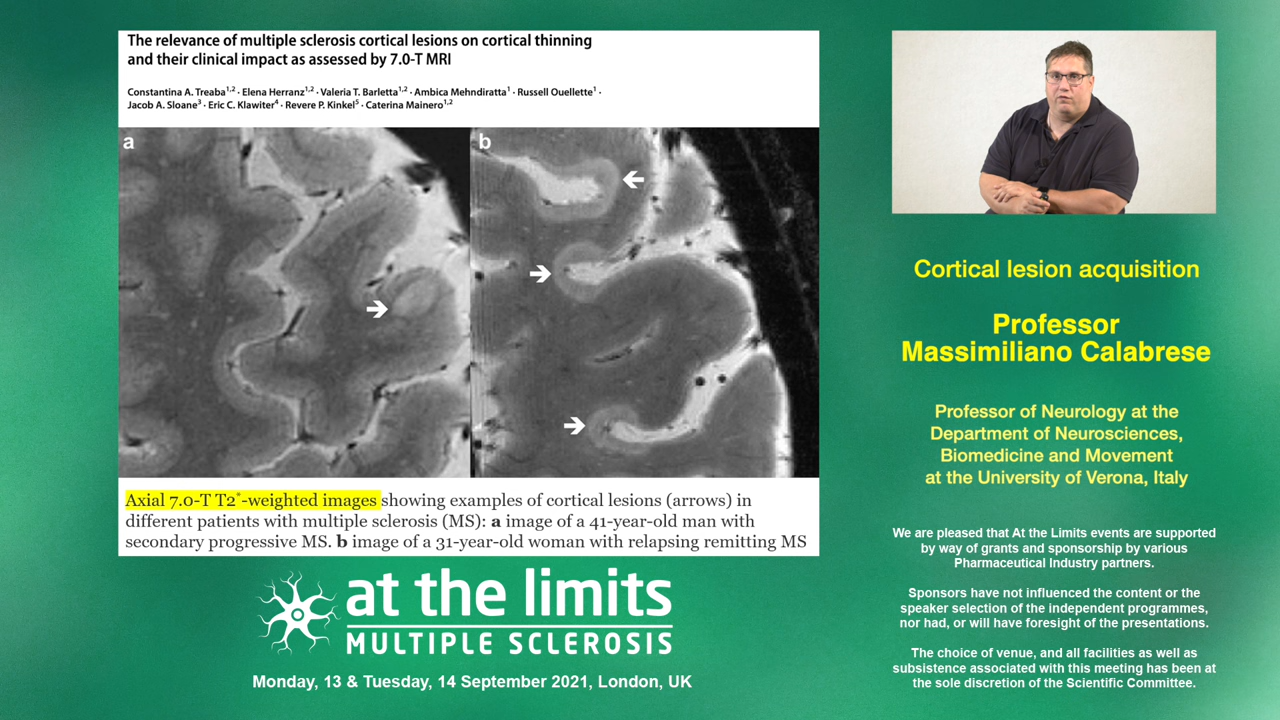 The relevance of multiple sclerosis cortical lesions on cortical thinning
and their clinical impact as assessed by 7.0-T MRI
Constantina A. Treaba1,2 · Elena Herranz1,2 · Valeria T. Barletta1,2 · Ambica Mehndiratta1 · Russell Ouellette1 ·
Jacob A. Sloane3 · Eric C. Klawiter4 · Revere P. Kinkel5 · Caterina Mainero1,2
a
b
Axial 7.0-T T2*-weighted images showing examples of cortical lesions (arrows) in
different patients with multiple sclerosis (MS): a image of a 41-year-old man with
secondary progressive MS. b image of a 31-year-old woman with relapsing remitting MS
at the limits
MULTIPLE SCLEROSIS
Monday, 13 & Tuesday, 14 September 2021, London, UK
Cortical lesion acquisition
Professor
Massimiliano Calabrese
Professor of Neurology at the
Department of Neurosciences,
Biomedicine and Movement
at the University of Verona, Italy
We are pleased that At the Limits events are supported
by way of grants and sponsorship by various
Pharmaceutical Industry partners.
Sponsors have not influenced the content or the
speaker selection of the independent programmes,
nor had, or will have foresight of the presentations.
The choice of venue, and all facilities as well as
subsistence associated with this meeting has been at
the sole discretion of the Scientific Committee.